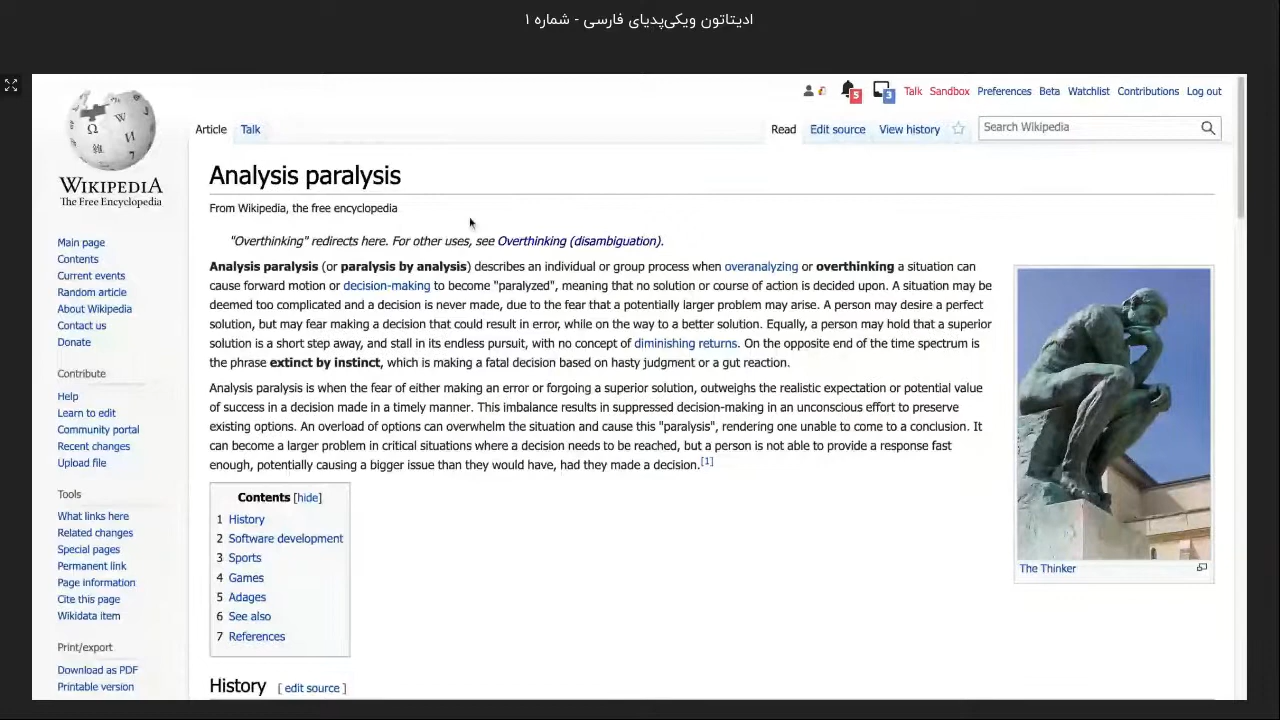 ادیتاتون ویکی‌پدیای فارسی - شماره ۱
5
3
Talk
Sandbox
Preferences
Beta
Watchlist
Contributions
Log out
WIKIPEDIA
The Free Encyclopedia
Article
Talk
Read
Edit source
View history
Search Wikipedia
Analysis paralysis
From Wikipedia, the free encyclopedia
"Overthinking" redirects here. For other uses, see Overthinking (disambiguation).
Analysis paralysis (or paralysis by analysis) describes an individual or group process when overanalyzing or overthinking a situation can
cause forward motion or decision-making to become "paralyzed", meaning that no solution or course of action is decided upon. A situation may be
deemed too complicated and a decision is never made, due to the fear that a potentially larger problem may arise. A person may desire a perfect
solution, but may fear making a decision that could result in error, while on the way to a better solution. Equally, a person may hold that a superior
solution is a short step away, and stall in its endless pursuit, with no concept of diminishing returns. On the opposite end of the time spectrum is
the phrase extinct by instinct, which is making a fatal decision based on hasty judgment or a gut reaction.
Analysis paralysis is when the fear of either making an error or forgoing a superior solution, outweighs the realistic expectation or potential value
of success in a decision made in a timely manner. This imbalance results in suppressed decision-making in an unconscious effort to preserve
existing options. An overload of options can overwhelm the situation and cause this "paralysis", rendering one unable to come to a conclusion. It
can become a larger problem in critical situations where a decision needs to be reached, but a person is not able to provide a response fast
enough, potentially causing a bigger issue than they would have, had they made a decision.[1]
The Thinker
Contents [hide]
1 History
2 Software development
3 Sports
4 Games
5 Adages
6 See also
7 References
History [ edit source ]
Main page
Contents
Current events
Random article
About Wikipedia
Contact us
Donate
Contribute
Help
Learn to edit
Community portal
Recent changes
Upload file
Tools
What links here
Related changes
Special pages
Permanent link
Page information
Cite this page
Wikidata item
Print/export
Download as PDF
Printable version